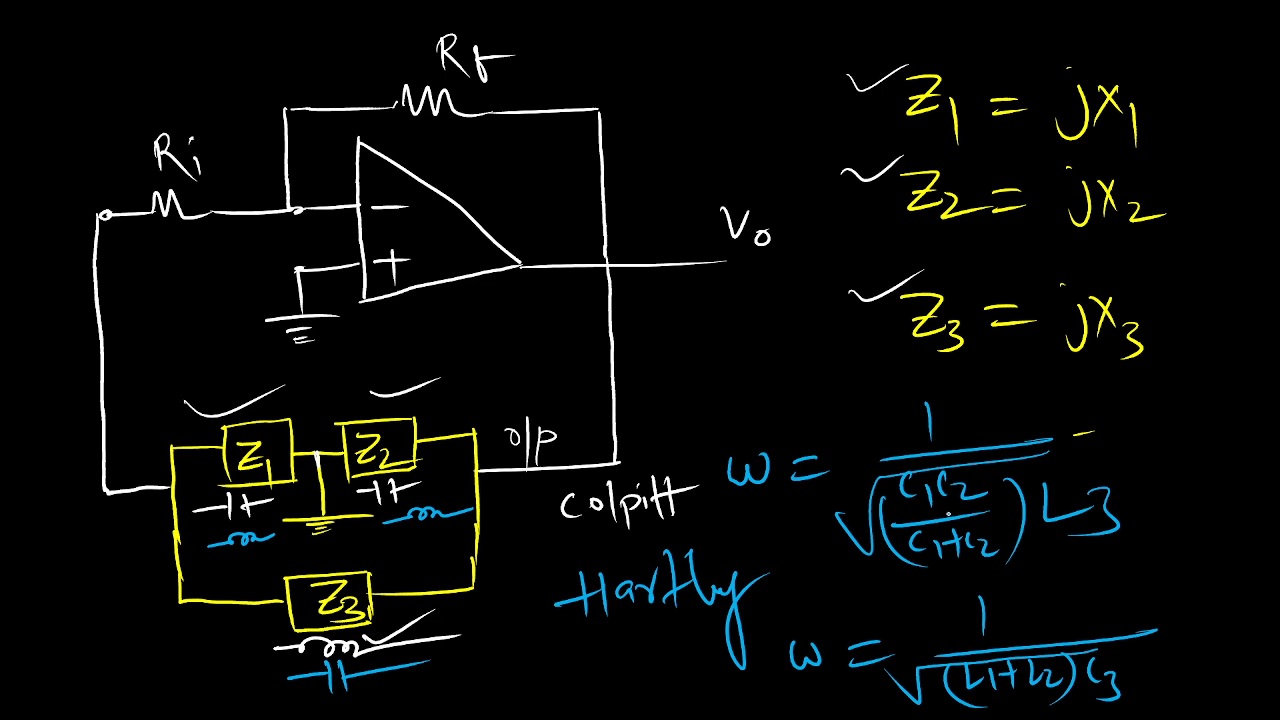 Rf
Ri
−
+
Vo
Z1 = jx1
Z2 = jx2
Z3 = jx3
Z1
Z2
o/p
Colpitt
ω = 1/√((C1C2/C1+C2) L3)
Z3
Hartly
ω = 1/√((L1+L2)C3)